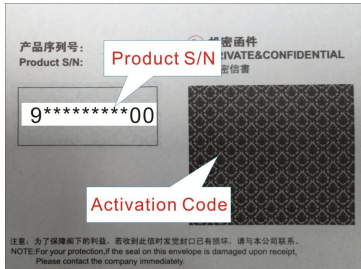 产品序列号:
Product S/N:
Product S/N
密函件
RIVATE&CONFIDENTIAL
密信書
9*********00
Activation Code
注意：为了保障阁下的利益，若收到此信时发觉封口已有损坏，请与本公司联系。
NOTE:For your protection,if the seal on this envelope is damaged upon receipt,
Please contact the company immediately.